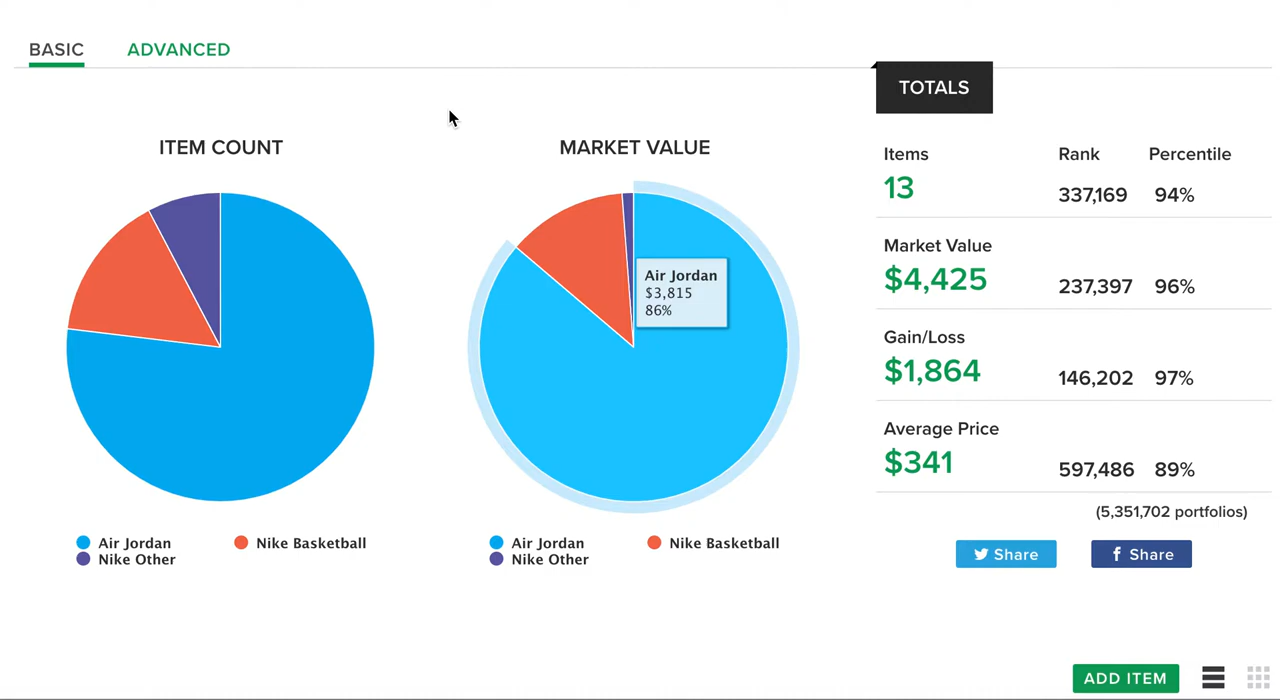 BASIC
ADVANCED
ITEM COUNT
Air Jordan
Nike Basketball
Nike Other
MARKET VALUE
Air Jordan
$3,815
86%
Air Jordan
Nike Basketball
Nike Other
TOTALS
Items Rank Percentile
13 337,169 94%
Market Value
$4,425 237,397 96%
Gain/Loss
$1,864 146,202 97%
Average Price
$341 597,486 89%
(5,351,702 portfolios)
Share
f Share
ADD ITEM